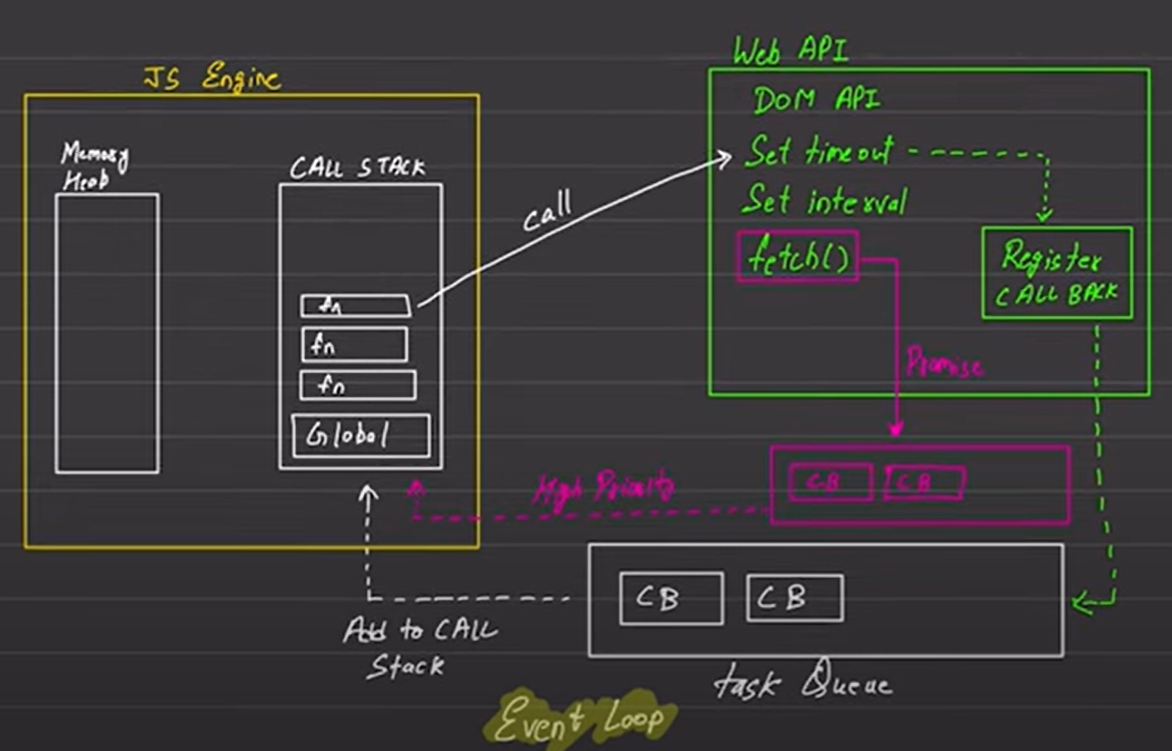 JS Engine
Memory
Heab
CALL STACK
fn
fn
fn
Global
call
Web API
DOM API
Set timeout
Set interval
fetch()
Register
CALL BACK
Promise
CB CB
High Priority
CB CB
Add to CALL
Stack
task Queue
Event Loop